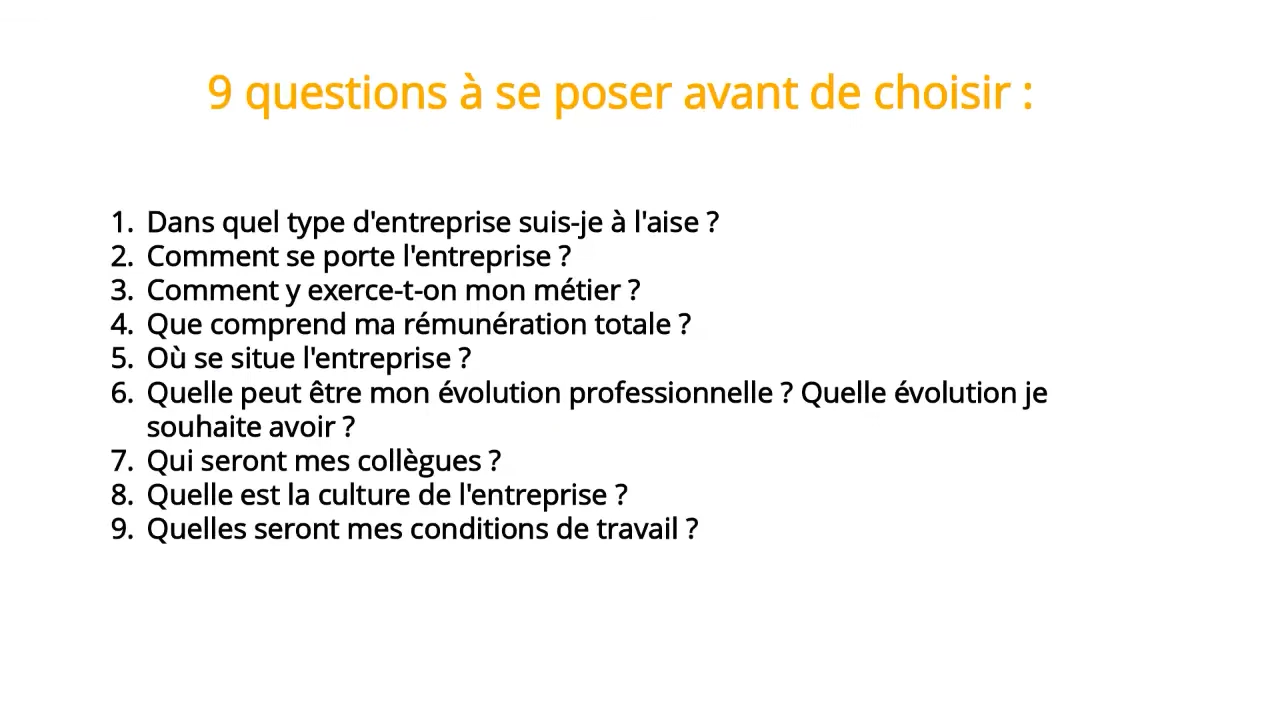 9 questions à se poser avant de choisir :
1. Dans quel type d'entreprise suis-je à l'aise ?
2. Comment se porte l'entreprise ?
3. Comment y exerce-t-on mon métier ?
4. Que comprend ma rémunération totale ?
5. Où se situe l'entreprise ?
6. Quelle peut être mon évolution professionnelle ? Quelle évolution je
souhaite avoir ?
7. Qui seront mes collègues ?
8. Quelle est la culture de l'entreprise ?
9. Quelles seront mes conditions de travail ?